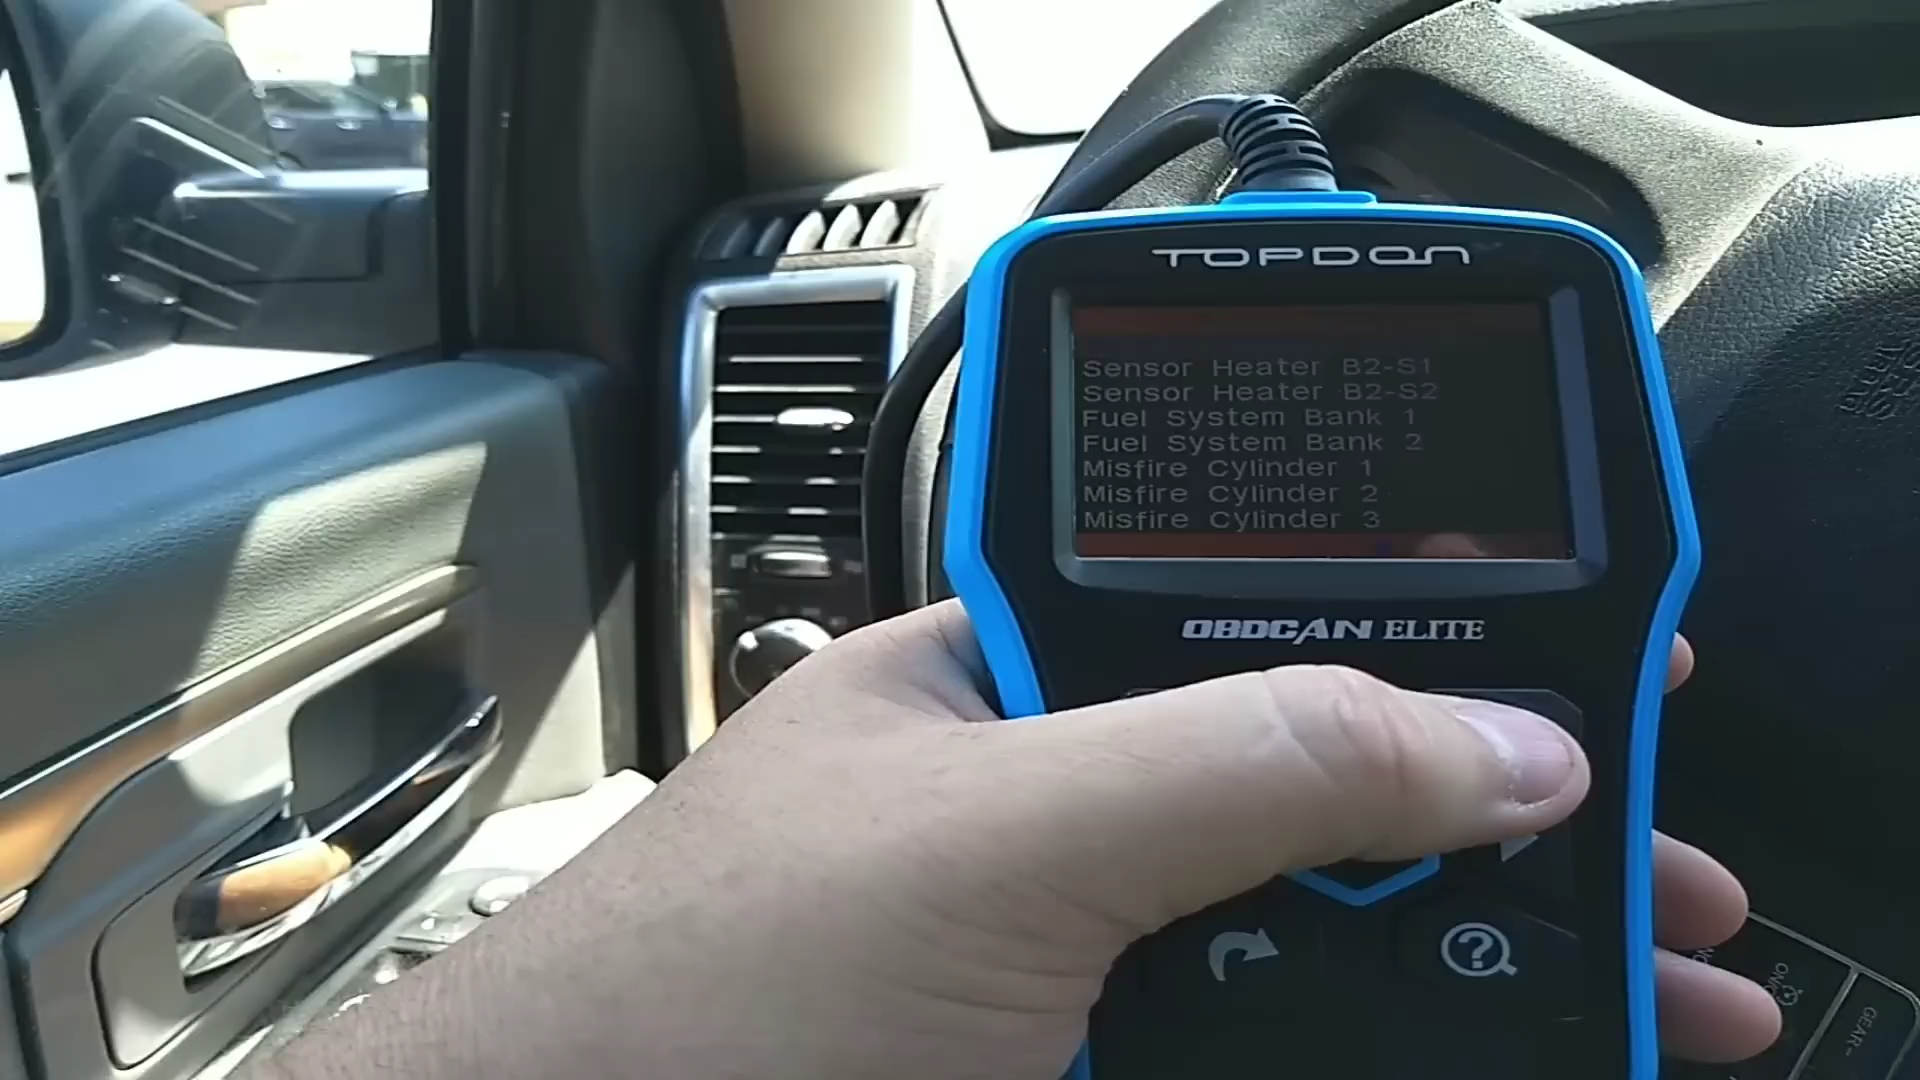 TOPDON
Sensor Heater B2-S1
Sensor Heater B2-S2
Fuel System Bank 1
Fuel System Bank 2
Misfire Cylinder 1
Misfire Cylinder 2
Misfire Cylinder 3
OBDCAN ELITE
?
GEAR-